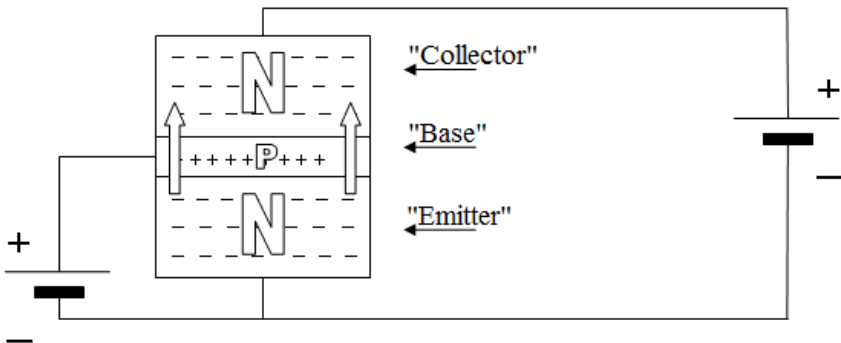 N
"Collector"
+
"Base"
+ + + + P + + +
"Emitter"
N
+
−
−